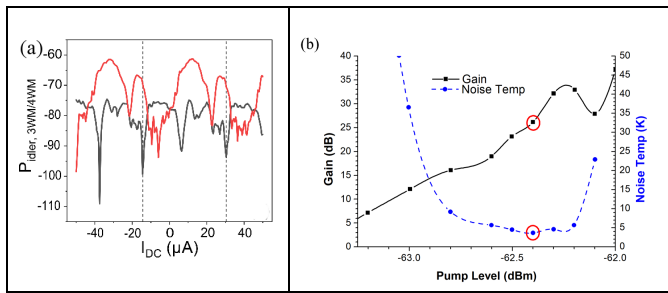 (a)
-60
-70
-80
-90
-100
-110
P idler, 3WM/4WM
-40 -20 0 20 40
I DC (μA)
(b)
40
35
30
25
20
15
10
5
0
Gain (dB)
Gain
Noise Temp
50
45
40
35
30
25
20
15
10
5
0
Noise Temp (K)
-63.0 -62.5 -62.0
Pump Level (dBm)